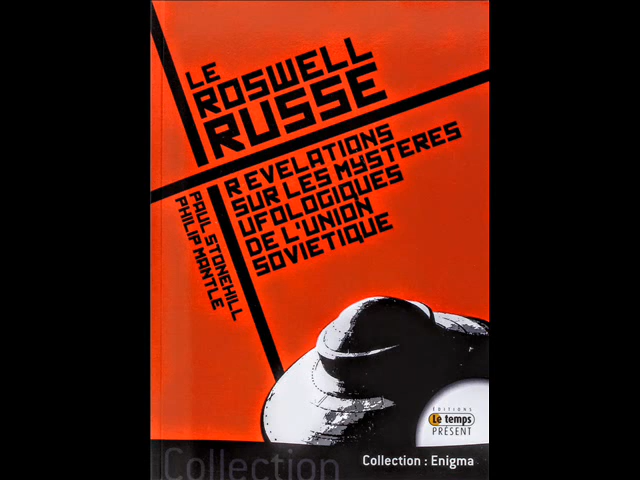 LE
ROSWELL
RUSSE
REVELATIONS
SUR LES MYSTERES
UFOLOGIQUES
DE L'UNION
SOVIETIQUE
PAUL STONEHILL
PHILIP MANTLE
ÉDITIONS
Le temps
PRÉSENT
Collection : Enigma
Collection